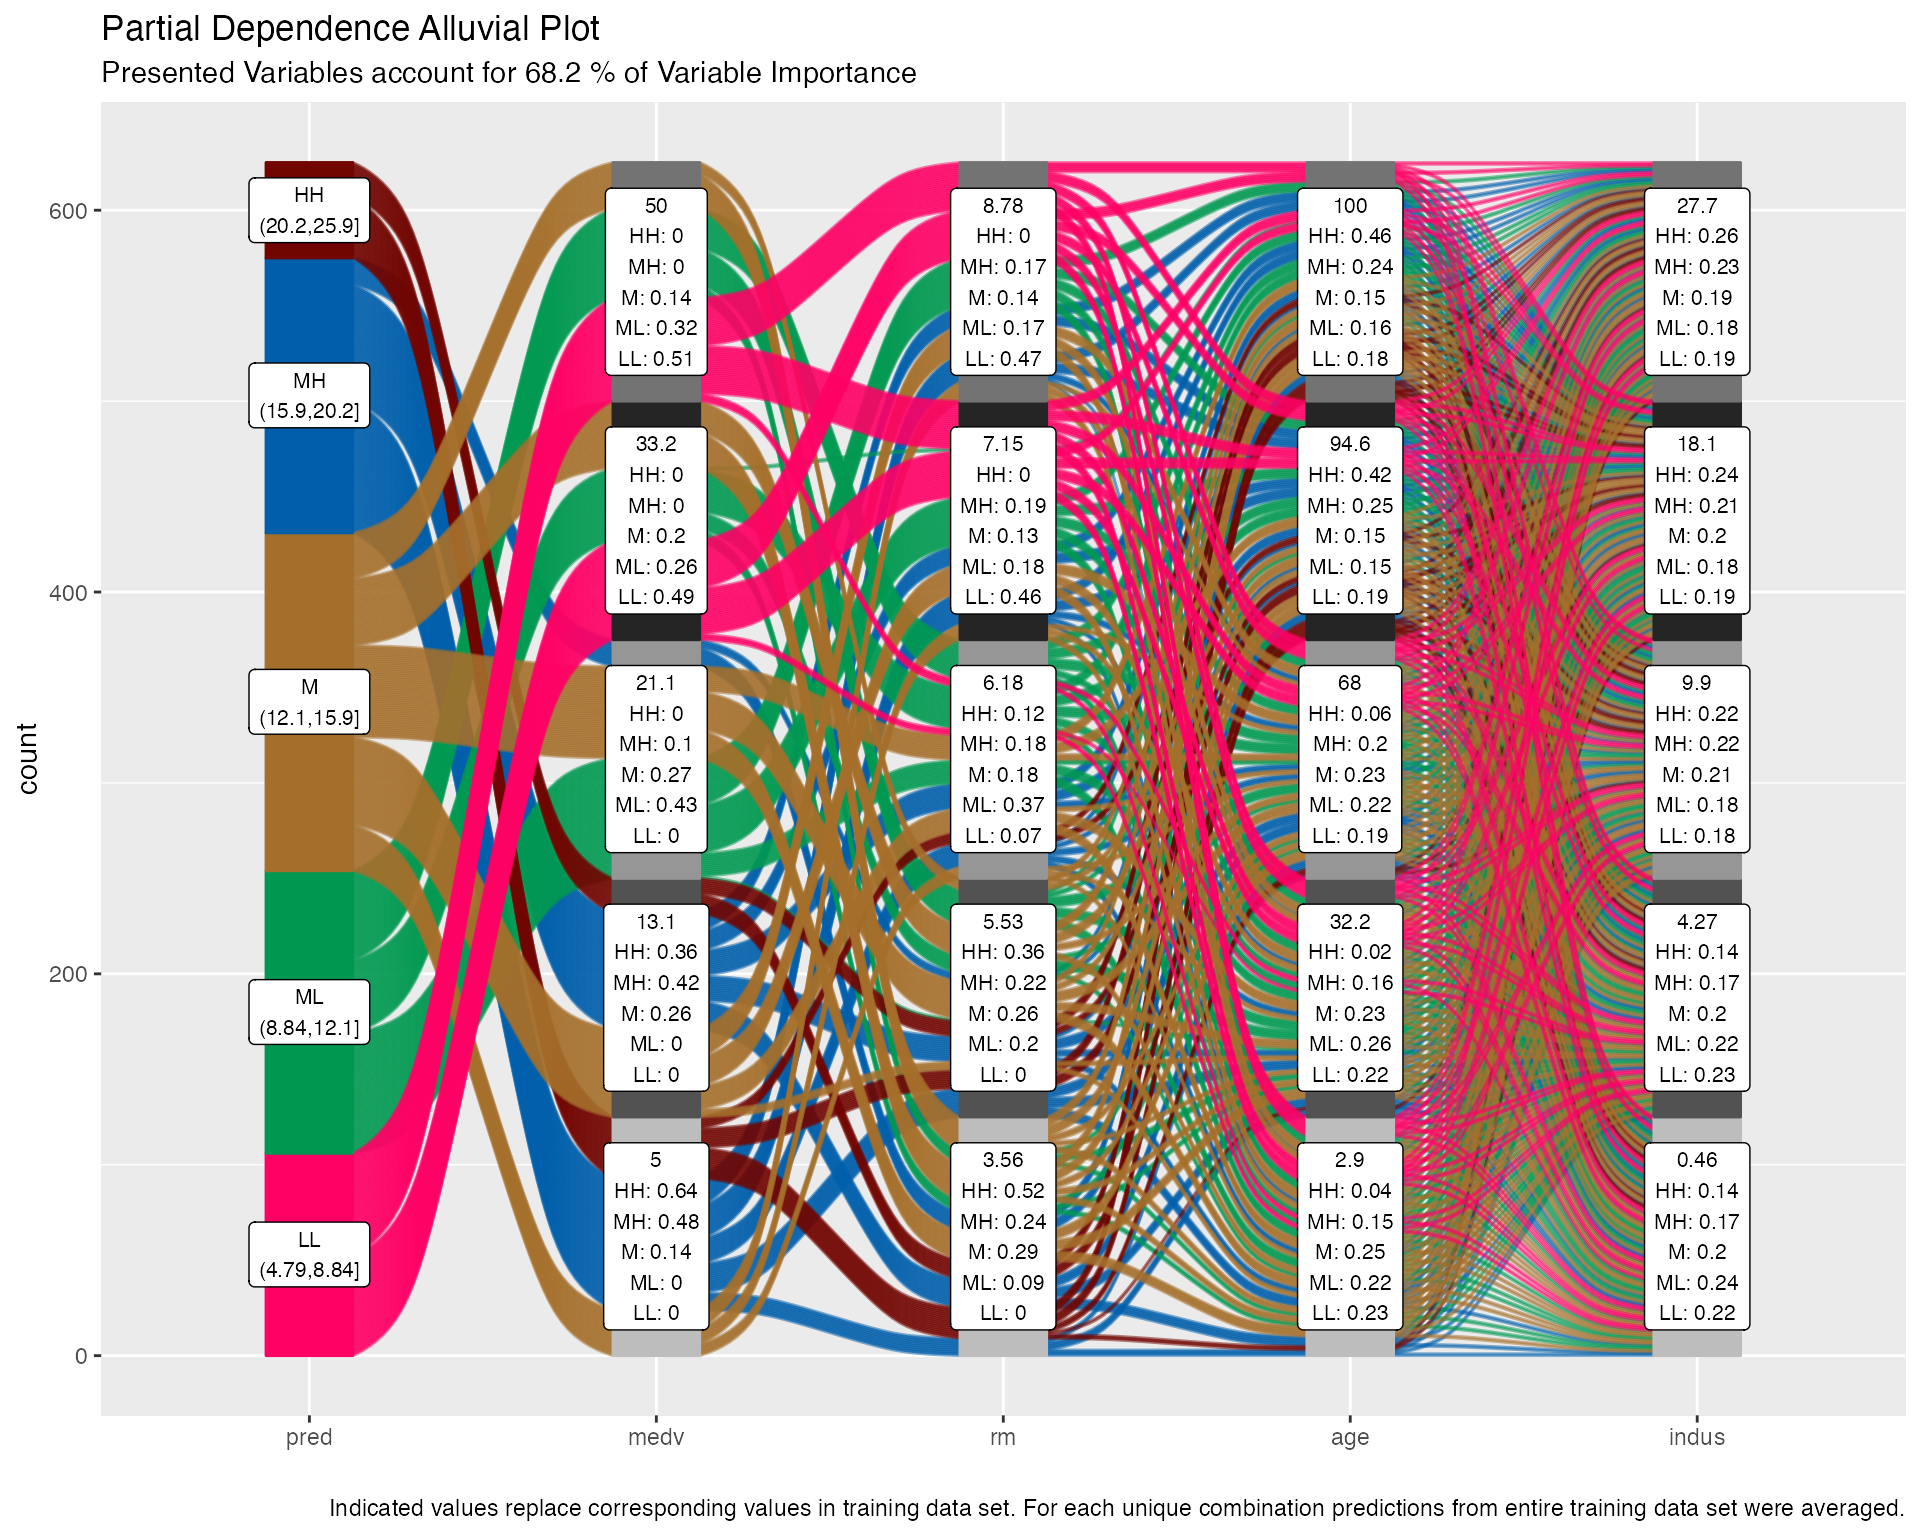 Partial Dependence Alluvial Plot
Presented Variables account for 68.2 % of Variable Importance
count
600
400
200
0
HH
(20.2,25.9]
MH
(15.9,20.2]
M
(12.1,15.9]
ML
(8.84,12.1]
LL
(4.79,8.84]
50
HH: 0
MH: 0
M: 0.14
ML: 0.32
LL: 0.51
33.2
HH: 0
MH: 0
M: 0.2
ML: 0.26
LL: 0.49
21.1
HH: 0
MH: 0.1
M: 0.27
ML: 0.43
LL: 0
13.1
HH: 0.36
MH: 0.42
M: 0.26
ML: 0
LL: 0
5
HH: 0.64
MH: 0.48
M: 0.14
ML: 0
LL: 0
8.78
HH: 0
MH: 0.17
M: 0.14
ML: 0.17
LL: 0.47
7.15
HH: 0
MH: 0.19
M: 0.13
ML: 0.18
LL: 0.46
6.18
HH: 0.12
MH: 0.18
M: 0.18
ML: 0.37
LL: 0.07
5.53
HH: 0.36
MH: 0.22
M: 0.26
ML: 0.2
LL: 0
3.56
HH: 0.52
MH: 0.24
M: 0.29
ML: 0.09
LL: 0
100
HH: 0.46
MH: 0.24
M: 0.15
ML: 0.16
LL: 0.18
94.6
HH: 0.42
MH: 0.25
M: 0.15
ML: 0.15
LL: 0.19
68
HH: 0.06
MH: 0.2
M: 0.23
ML: 0.22
LL: 0.19
32.2
HH: 0.02
MH: 0.16
M: 0.23
ML: 0.26
LL: 0.22
2.9
HH: 0.04
MH: 0.15
M: 0.25
ML: 0.22
LL: 0.23
27.7
HH: 0.26
MH: 0.23
M: 0.19
ML: 0.18
LL: 0.19
18.1
HH: 0.24
MH: 0.21
M: 0.2
ML: 0.18
LL: 0.19
9.9
HH: 0.22
MH: 0.22
M: 0.21
ML: 0.18
LL: 0.18
4.27
HH: 0.14
MH: 0.17
M: 0.2
ML: 0.22
LL: 0.23
0.46
HH: 0.14
MH: 0.17
M: 0.2
ML: 0.24
LL: 0.22
pred
medv
rm
age
indus
Indicated values replace corresponding values in training data set. For each unique combination predictions from entire training data set were averaged.